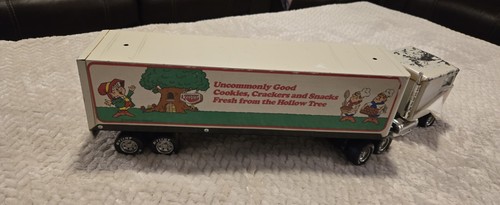 Uncommonly Good
Cookies, Crackers and Snacks
Fresh from the Hollow Tree